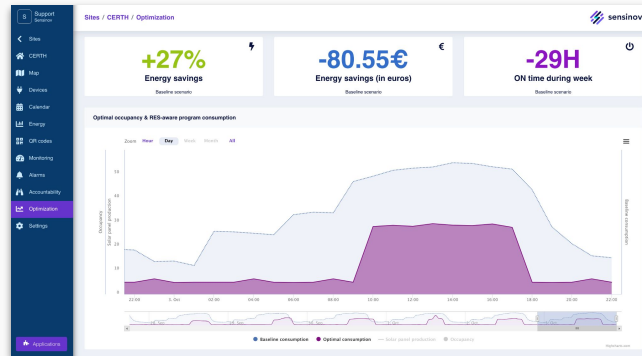 S
Support
Sensinov
Sites / CERTH / Optimization
sensinov
Sites
CERTH
Map
Devices
Calendar
Energy
QR codes
Monitoring
Alarms
Accountability
Optimization
Settings
Applications
+27%
Energy savings
Baseline scenario
-80.55€
€
Energy savings (in euros)
Baseline scenario
-29H
ON time during week
Baseline scenario
Optimal occupancy & RES-aware program consumption
Zoom Hour Day Week Month All
Occupancy
Solar panel production
Baseline consumption
50
40
30
20
10
0
22:00 1. Oct 02:00 04:00 06:00 08:00 10:00 12:00 14:00 16:00 18:00 20:00 22:00
Baseline consumption Optimal consumption Solar panel production Occupancy